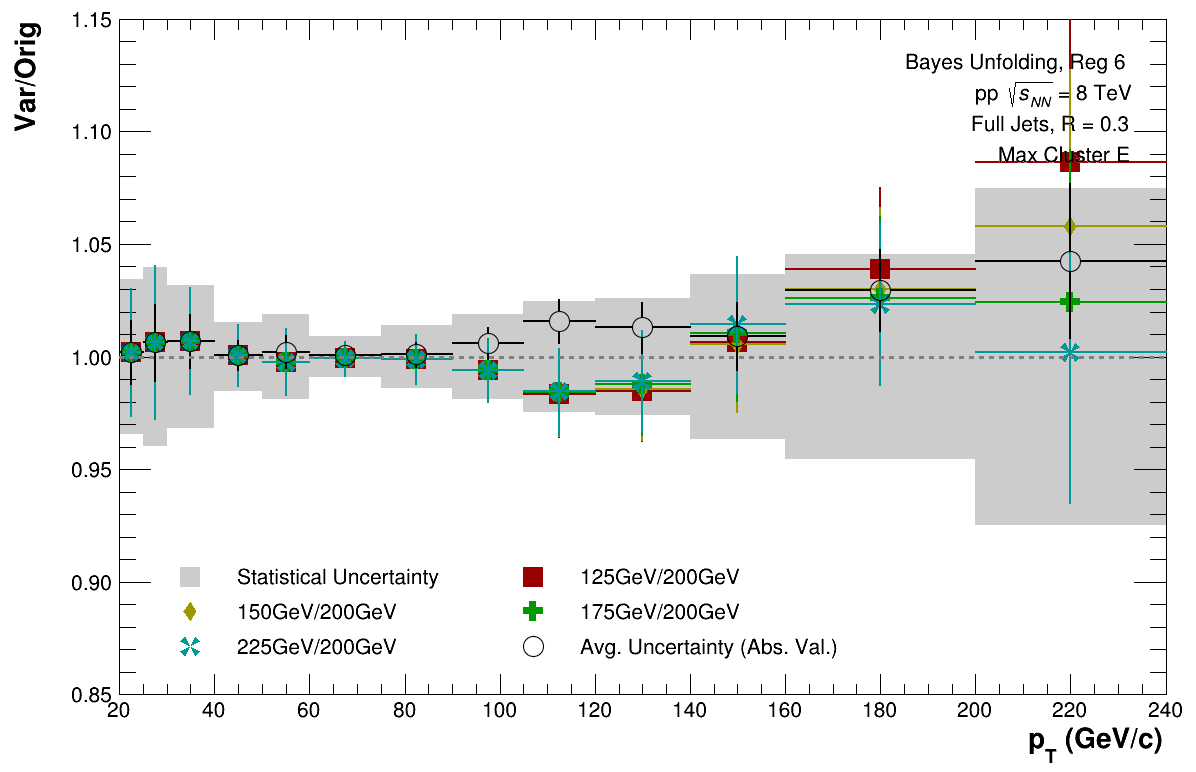 Var/Orig
1.15
1.10
1.05
1.00
0.95
0.90
0.85
Bayes Unfolding, Reg 6
pp √s_NN = 8 TeV
Full Jets, R = 0.3
Max Cluster E
Statistical Uncertainty
125GeV/200GeV
150GeV/200GeV
175GeV/200GeV
225GeV/200GeV
Avg. Uncertainty (Abs. Val.)
20 40 60 80 100 120 140 160 180 200 220 240
p_T (GeV/c)